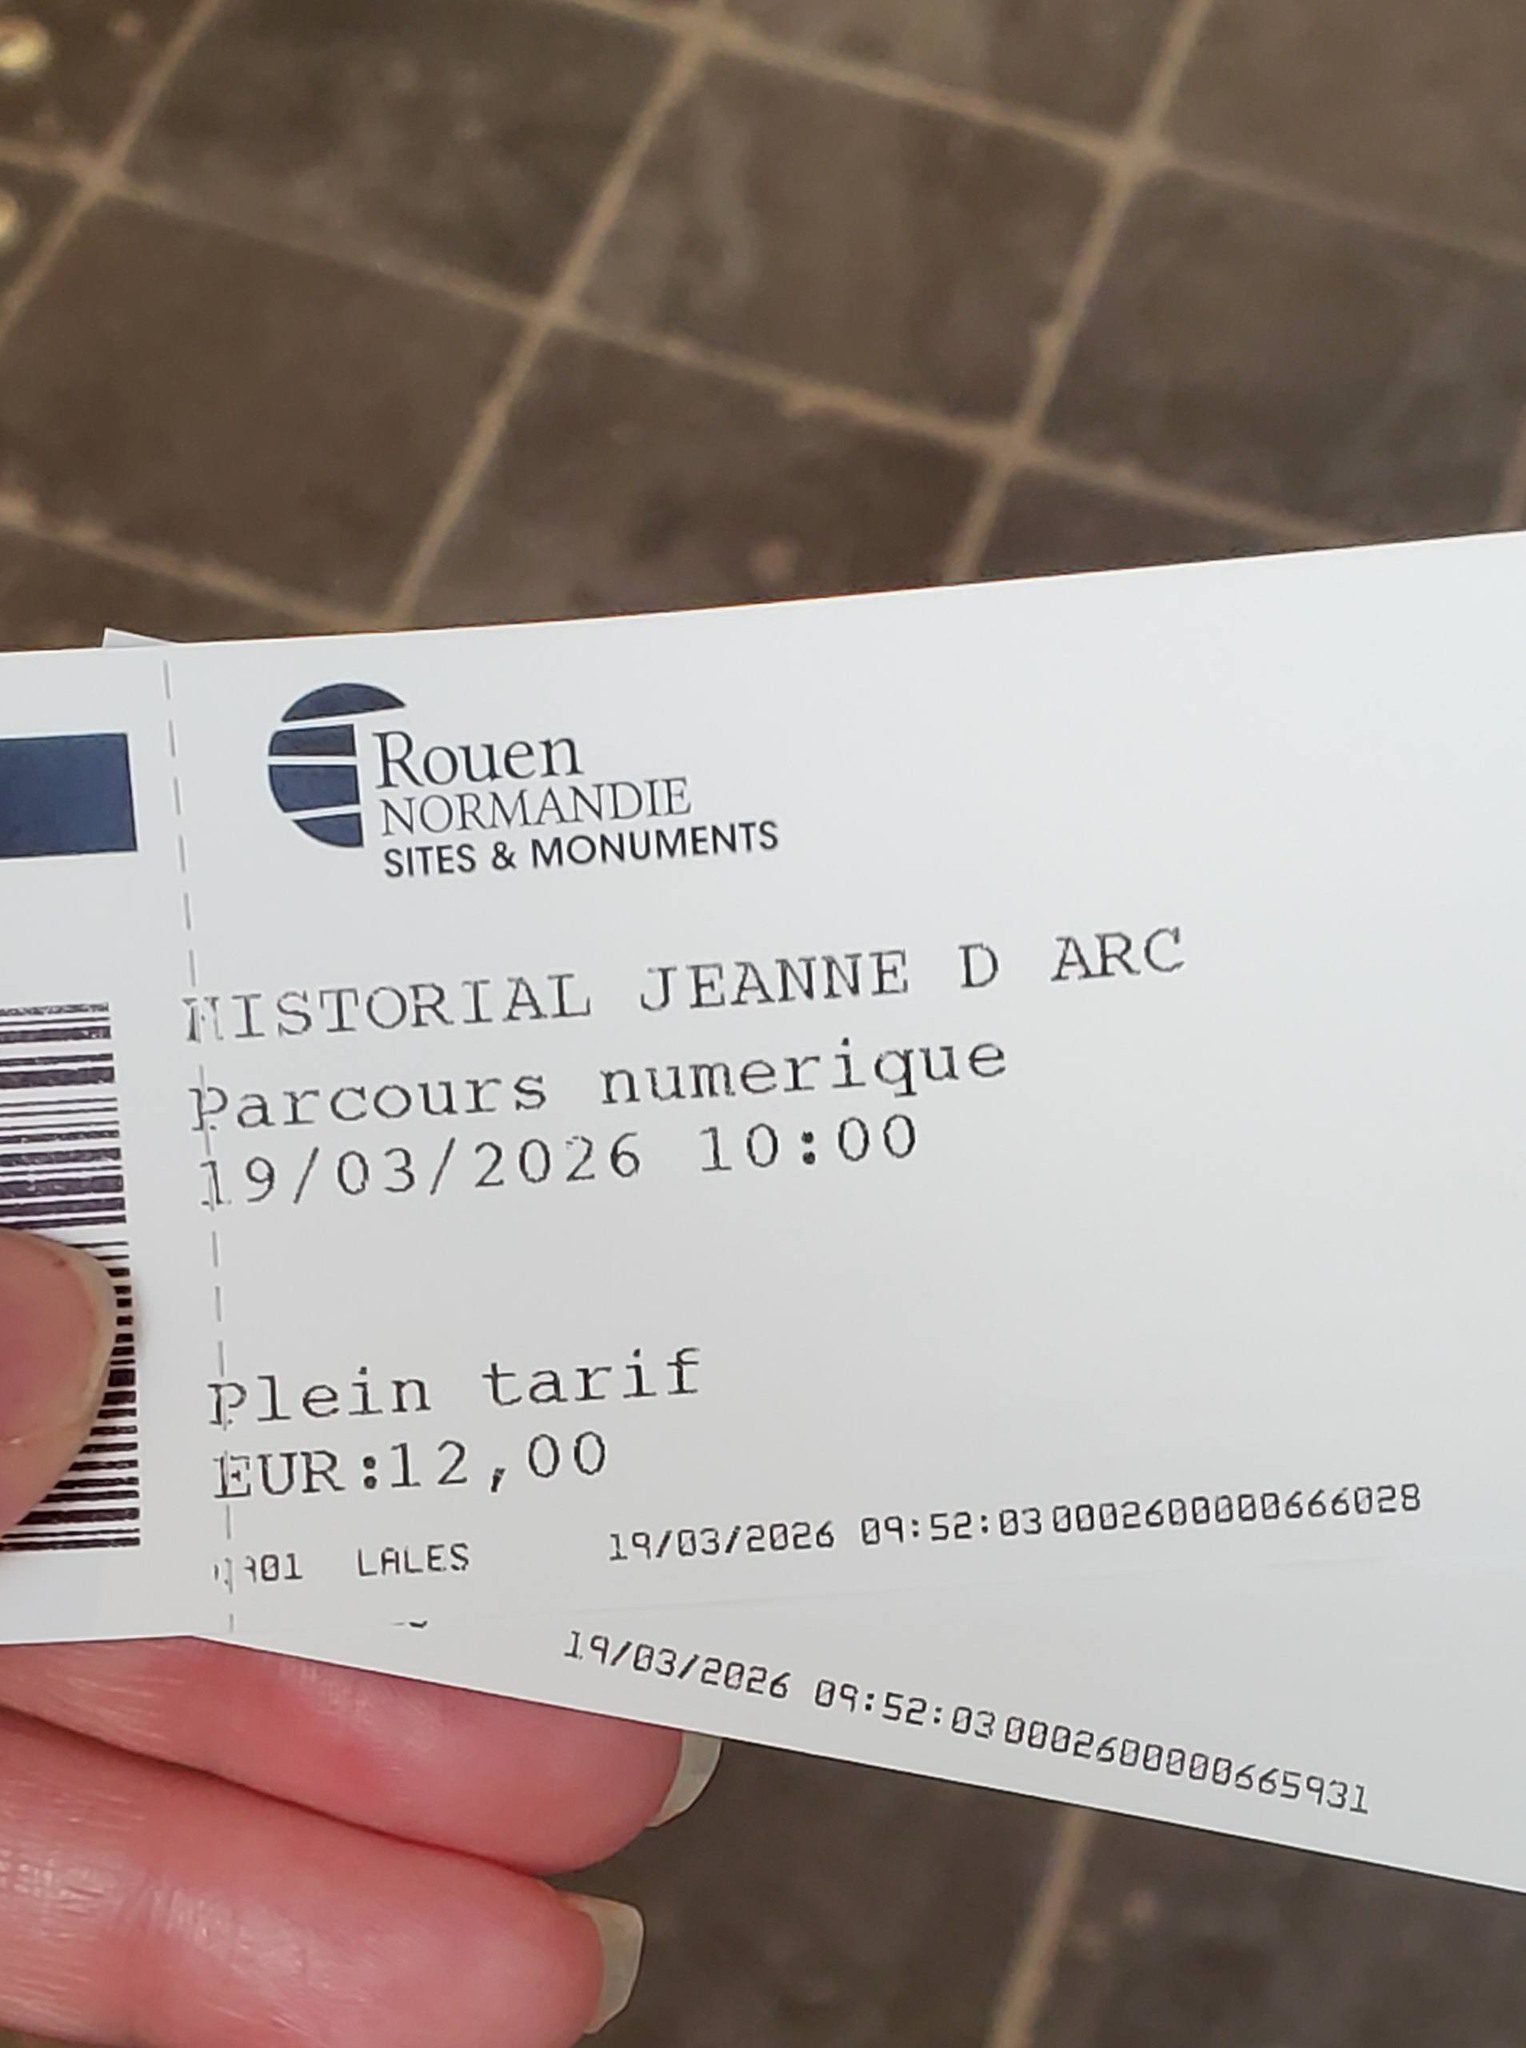 Rouen
NORMANDIE
SITES & MONUMENTS
HISTORIAL JEANNE D ARC
Parcours numerique
19/03/2026 10:00
Plein tarif
EUR:12,00
LALES 19/03/2026 09:52:03 0002600000666028
19/03/2026 09:52:03 0002600000665931